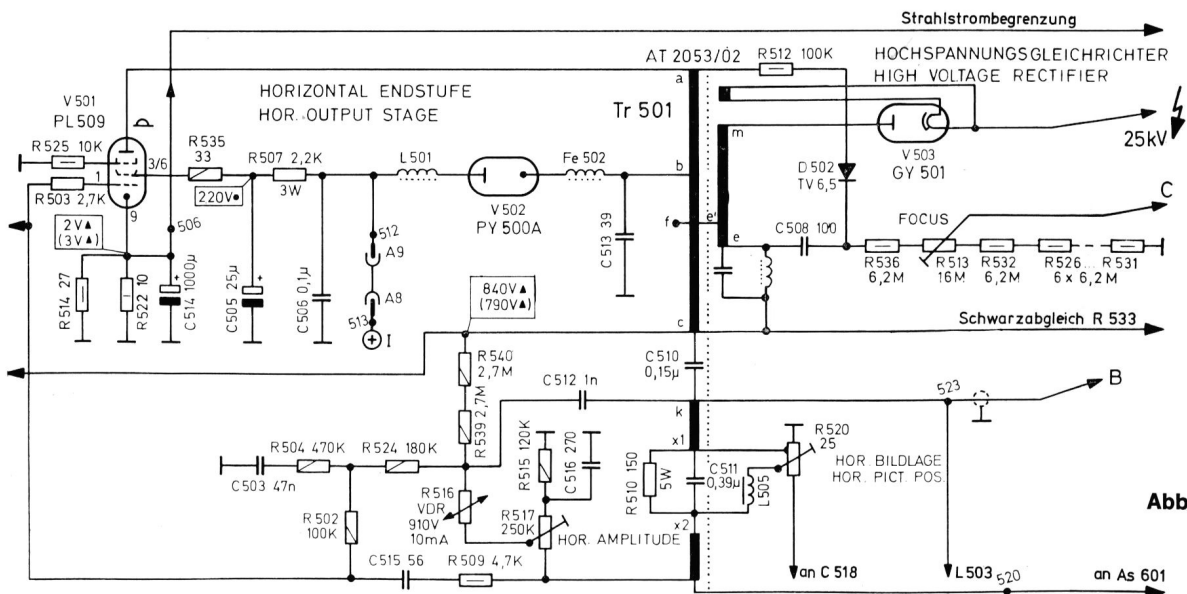 Strahlstrombegrenzung
AT 2053/02
R512 100K
HOCHSPANNUNGSGLEICHRICHTER
HIGH VOLTAGE RECTIFIER
a
HORIZONTAL ENDSTUFE
HOR. OUTPUT STAGE
Tr 501
V 501
PL 509
R525 10K
3/6
1
R503 2,7K
9
R535
33
R507 2,2K
3W
L501
Fe 502
V 502
PY 500A
m
b
V 503
GY 501
25kV
D502
TV 6,5
C
220V●
2V▲
(3V▲)
506
512
A9
A8
513
I
C513 39
f
e'
e
C508 100
FOCUS
R536
6,2M
R513
16M
R532
6,2M
R526 ... R531
6 x 6,2M
R514 27
R522 10
C514 1000µ
+
C505 25µ
+
C506 0,1µ
840V▲
(790V▲)
c
Schwarzabgleich R 533
R540
2,7M
R539 2,7M
C510
0,15µ
C512 1n
k
523
B
x1
R520
25
HOR. BILDLAGE
HOR. PICT. POS.
R504 470K
R524 180K
C503 47n
R515 120K
C516 270
R510 150
5W
C511
0,39µ
L505
R516
VDR
910V
10mA
R502
100K
R517
250K
HOR. AMPLITUDE
x2
Abb
C515 56
R509 4,7K
an C 518
L503
520
an As 601